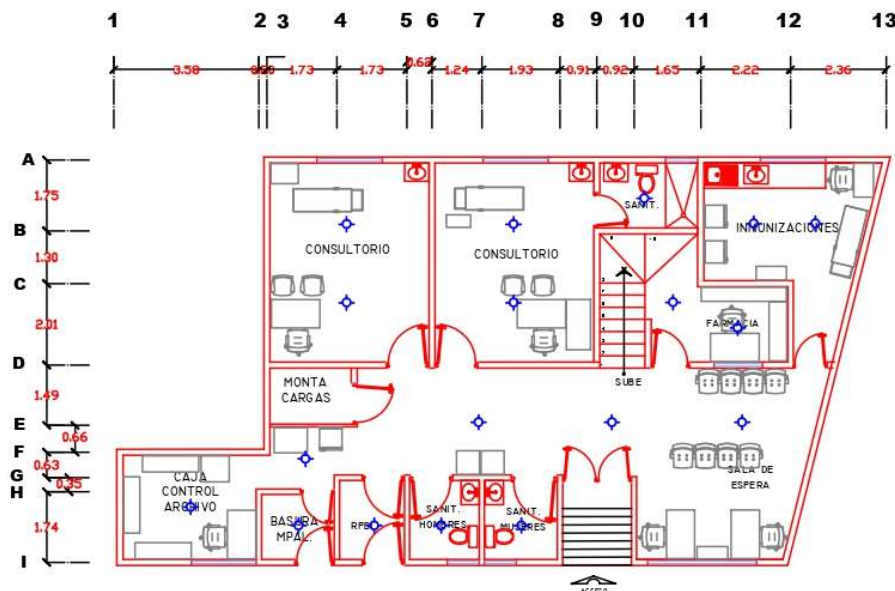 1 2 3 4 5 6 7 8 9 10 11 12 13
3.58 1.73 1.73 0.62 1.24 1.93 0.91 0.92 1.65 2.22 2.36
A
1.75
B
1.30
C
2.01
D
1.49
E
0.66
F
0.63
G
0.35
H
1.74
I
CONSULTORIO
CONSULTORIO
SANIT.
INMUNIZACIONES
FARMACIA
MONTA
CARGAS
SUBE
CAJA
CONTROL
ARCHIVO
BASURA
MPAL.
SANIT.
HOMBRES
SANIT.
MUJERES
SALA DE
ESPERA
ACCESO